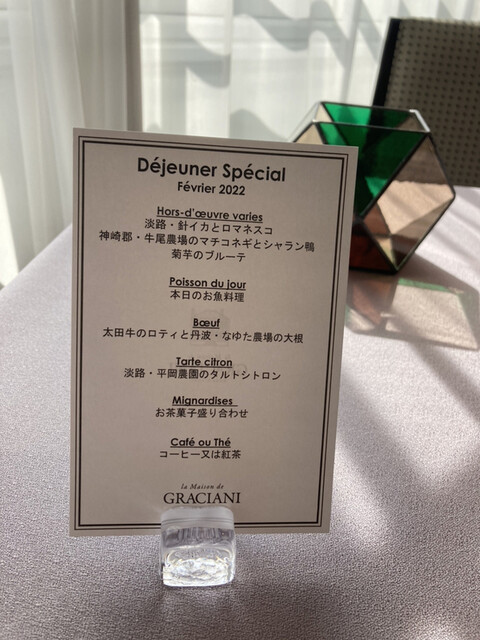 Déjeuner Spécial
Février 2022
Hors-d'œuvre varies
淡路・針イカとロマネスコ
神崎郡・牛尾農場のマチコネギとシャラン鴨
菊芋のブルーテ
Poisson du jour
本日のお魚料理
Bœuf
太田牛のロティと丹波・なゆた農場の大根
Tarte citron
淡路・平岡農園のタルトシトロン
Mignardises
お茶菓子盛り合わせ
Café ou Thé
コーヒー又は紅茶
la Maison de
GRACIANI